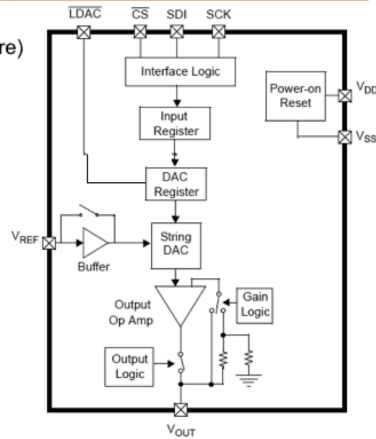 LDAC CS SDI SCK
re)
Interface Logic
Power-on
Reset
VDD
VSS
Input
Register
DAC
Register
VREF
String
DAC
Buffer
Output
Op Amp
Gain
Logic
Output
Logic
VOUT